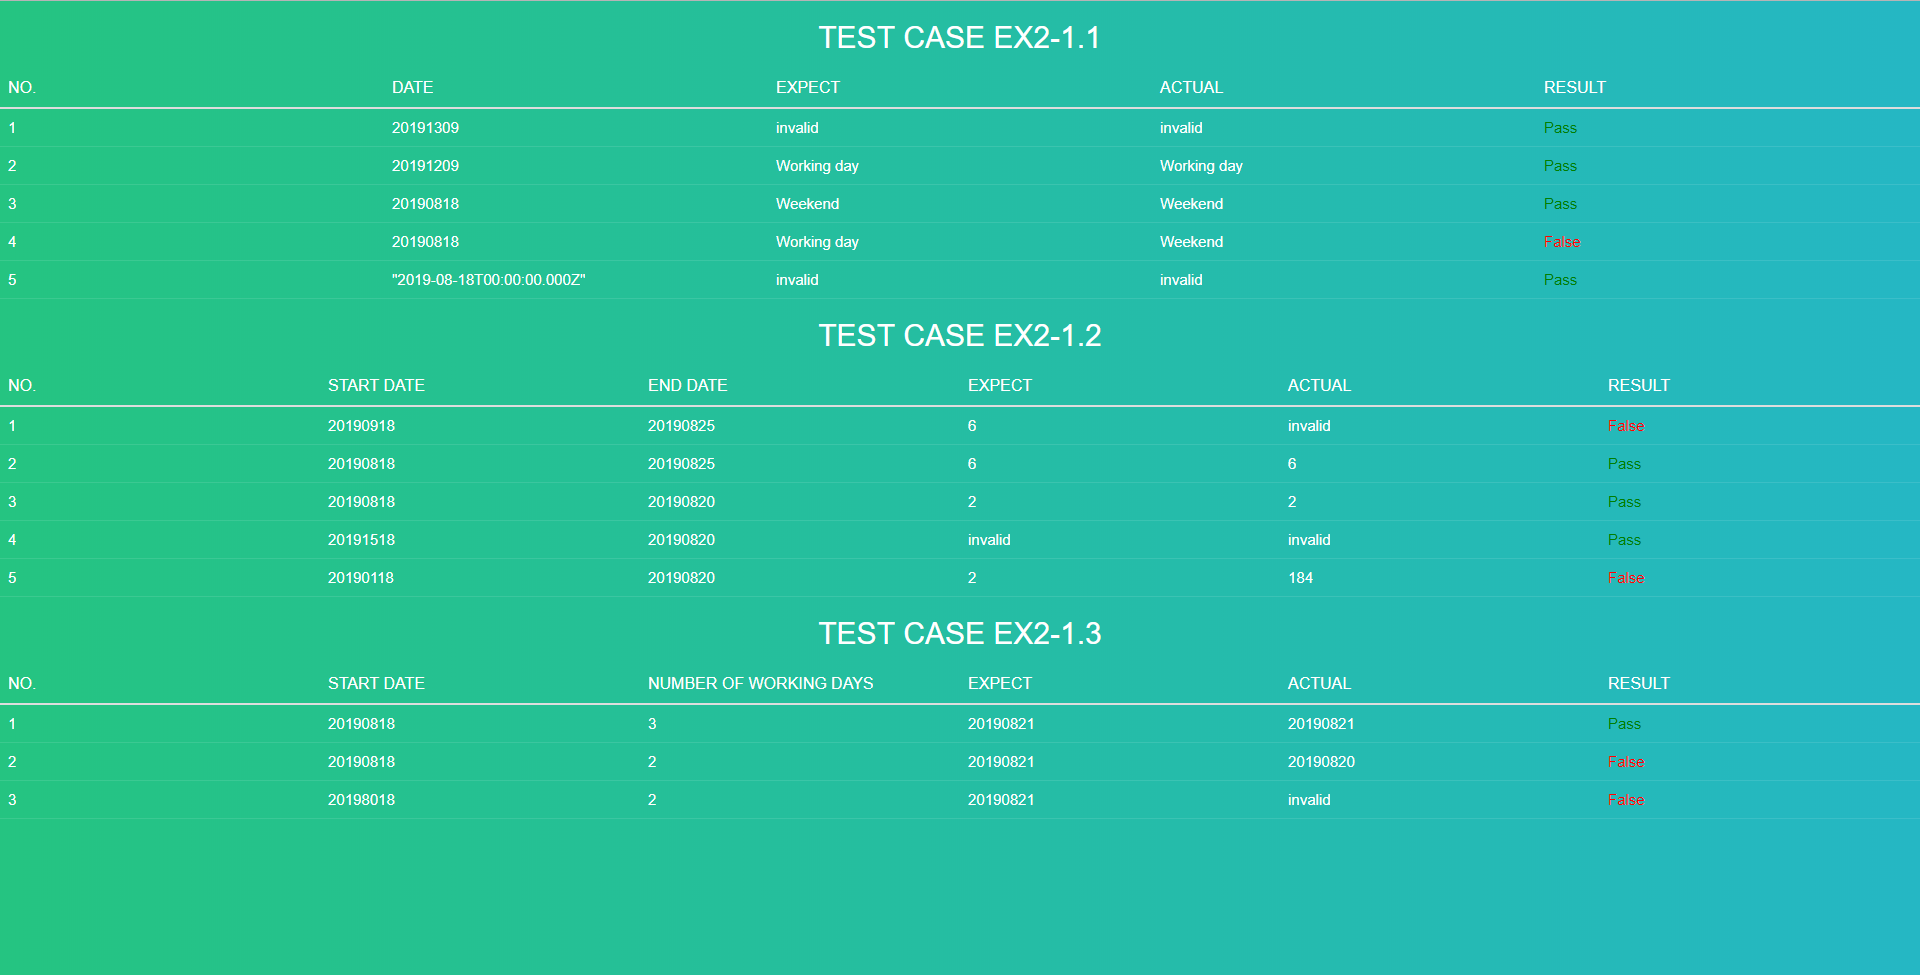 TEST CASE EX2-1.1
NO. DATE EXPECT ACTUAL RESULT
1 20191309 invalid invalid Pass
2 20191209 Working day Working day Pass
3 20190818 Weekend Weekend Pass
4 20190818 Working day Weekend False
5 "2019-08-18T00:00:00.000Z" invalid invalid Pass
TEST CASE EX2-1.2
NO. START DATE END DATE EXPECT ACTUAL RESULT
1 20190918 20190825 6 invalid False
2 20190818 20190825 6 6 Pass
3 20190818 20190820 2 2 Pass
4 20191518 20190820 invalid invalid Pass
5 20190118 20190820 2 184 False
TEST CASE EX2-1.3
NO. START DATE NUMBER OF WORKING DAYS EXPECT ACTUAL RESULT
1 20190818 3 20190821 20190821 Pass
2 20190818 2 20190821 20190820 False
3 20198018 2 20190821 invalid False